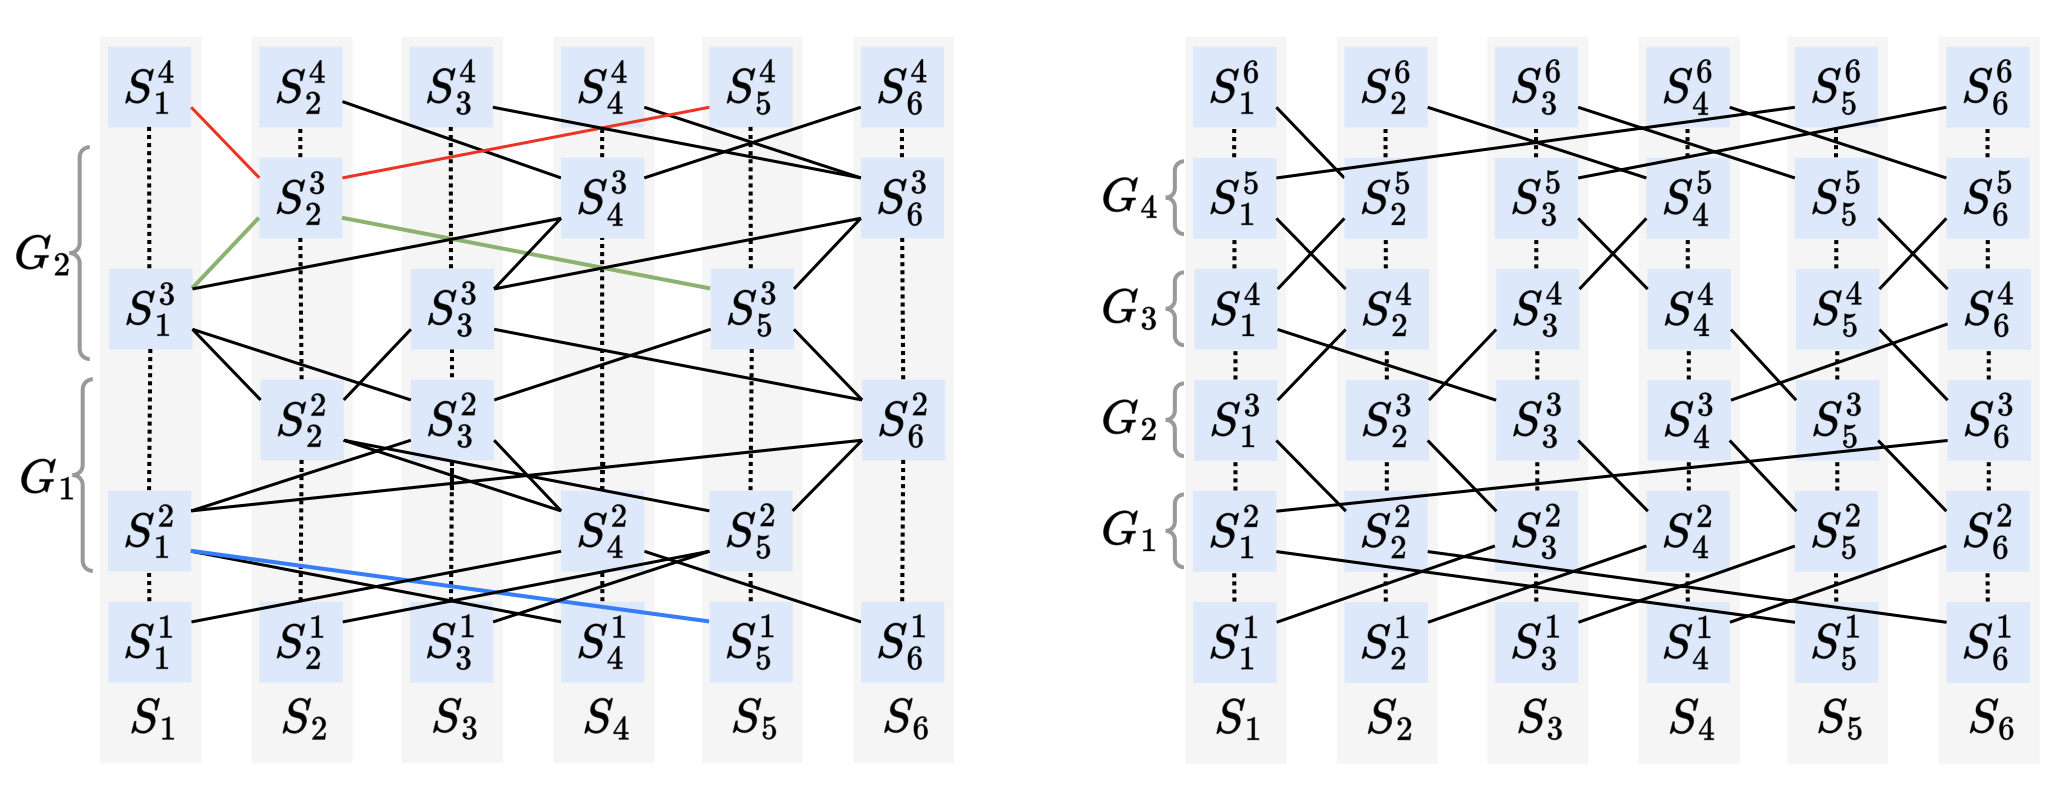 S_1^4 S_2^4 S_3^4 S_4^4 S_5^4 S_6^4
S_2^3 S_4^3 S_6^3
G_2
S_1^3 S_3^3 S_5^3
S_2^2 S_3^2 S_6^2
G_1
S_1^2 S_4^2 S_5^2
S_1^1 S_2^1 S_3^1 S_4^1 S_5^1 S_6^1
S_1 S_2 S_3 S_4 S_5 S_6
S_1^6 S_2^6 S_3^6 S_4^6 S_5^6 S_6^6
G_4 S_1^5 S_2^5 S_3^5 S_4^5 S_5^5 S_6^5
G_3 S_1^4 S_2^4 S_3^4 S_4^4 S_5^4 S_6^4
G_2 S_1^3 S_2^3 S_3^3 S_4^3 S_5^3 S_6^3
G_1 S_1^2 S_2^2 S_3^2 S_4^2 S_5^2 S_6^2
S_1^1 S_2^1 S_3^1 S_4^1 S_5^1 S_6^1
S_1 S_2 S_3 S_4 S_5 S_6